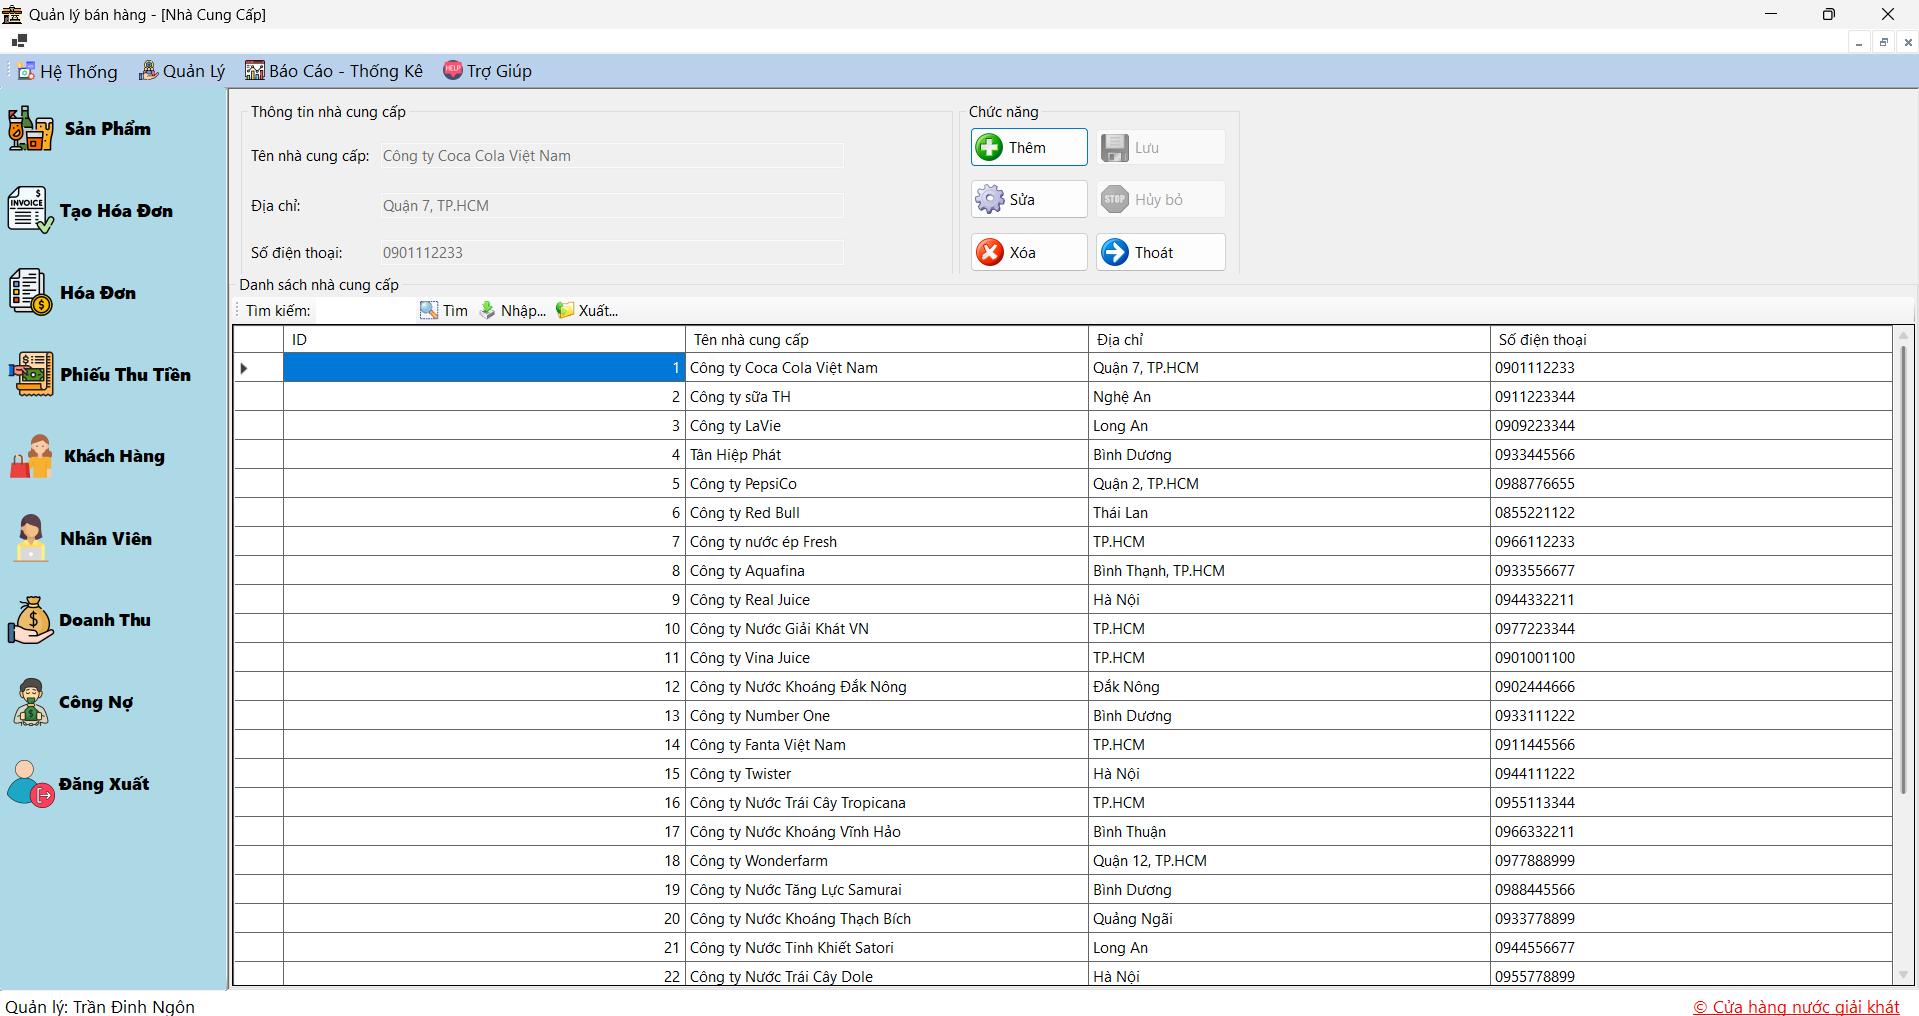 Quản lý bán hàng - [Nhà Cung Cấp]
Hệ Thống Quản Lý Báo Cáo - Thống Kê HELP Trợ Giúp
Sản Phẩm
INVOICE Tạo Hóa Đơn
Hóa Đơn
Phiếu Thu Tiền
Khách Hàng
Nhân Viên
Doanh Thu
Công Nợ
Đăng Xuất
Thông tin nhà cung cấp
Tên nhà cung cấp: Công ty Coca Cola Việt Nam
Địa chỉ: Quận 7, TP.HCM
Số điện thoại: 0901112233
Chức năng
Thêm Lưu
Sửa STOP Hủy bỏ
Xóa Thoát
Danh sách nhà cung cấp
Tìm kiếm: Tìm Nhập... Xuất...
ID Tên nhà cung cấp Địa chỉ Số điện thoại
1 Công ty Coca Cola Việt Nam Quận 7, TP.HCM 0901112233
2 Công ty sữa TH Nghệ An 0911223344
3 Công ty LaVie Long An 0909223344
4 Tân Hiệp Phát Bình Dương 0933445566
5 Công ty PepsiCo Quận 2, TP.HCM 0988776655
6 Công ty Red Bull Thái Lan 0855221122
7 Công ty nước ép Fresh TP.HCM 0966112233
8 Công ty Aquafina Bình Thạnh, TP.HCM 0933556677
9 Công ty Real Juice Hà Nội 0944332211
10 Công ty Nước Giải Khát VN TP.HCM 0977223344
11 Công ty Vina Juice TP.HCM 0901001100
12 Công ty Nước Khoáng Đắk Nông Đắk Nông 0902444666
13 Công ty Number One Bình Dương 0933111222
14 Công ty Fanta Việt Nam TP.HCM 0911445566
15 Công ty Twister Hà Nội 0944111222
16 Công ty Nước Trái Cây Tropicana TP.HCM 0955113344
17 Công ty Nước Khoáng Vĩnh Hảo Bình Thuận 0966332211
18 Công ty Wonderfarm Quận 12, TP.HCM 0977888999
19 Công ty Nước Tăng Lực Samurai Bình Dương 0988445566
20 Công ty Nước Khoáng Thạch Bích Quảng Ngãi 0933778899
21 Công ty Nước Tinh Khiết Satori Long An 0944556677
22 Công ty Nước Trái Cây Dole Hà Nội 0955778899
Quản lý: Trần Đình Ngôn
© Cửa hàng nước giải khát